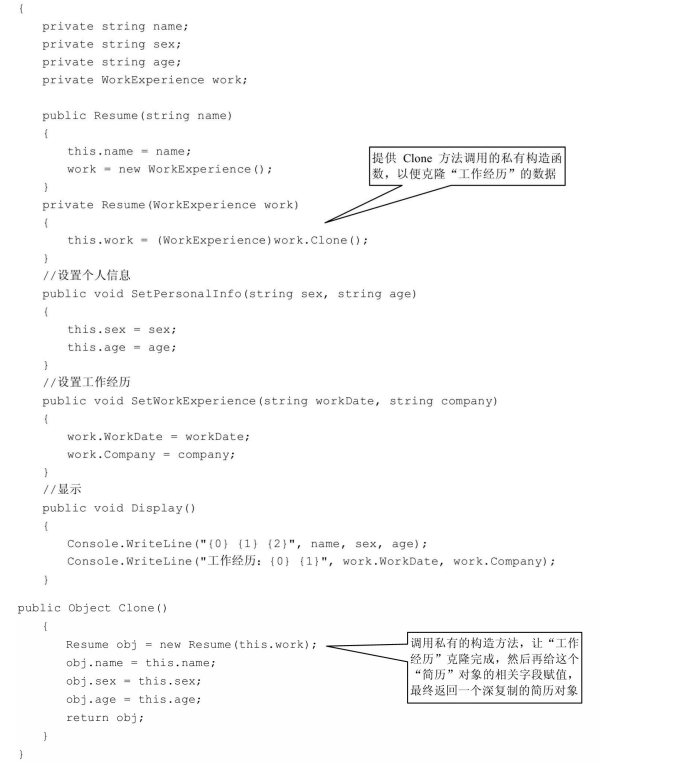 {
private string name;
private string sex;
private string age;
private WorkExperience work;
public Resume(string name)
{
this.name = name;
work = new WorkExperience();
}
提供 Clone 方法调用的私有构造函
数，以便克隆“工作经历”的数据
private Resume(WorkExperience work)
{
this.work = (WorkExperience)work.Clone();
}
//设置个人信息
public void SetPersonalInfo(string sex, string age)
{
this.sex = sex;
this.age = age;
}
//设置工作经历
public void SetWorkExperience(string workDate, string company)
{
work.WorkDate = workDate;
work.Company = company;
}
//显示
public void Display()
{
Console.WriteLine("{0} {1} {2}", name, sex, age);
Console.WriteLine("工作经历：{0} {1}", work.WorkDate, work.Company);
}
public Object Clone()
{
Resume obj = new Resume(this.work);
obj.name = this.name;
obj.sex = this.sex;
obj.age = this.age;
return obj;
}
}
调用私有的构造方法，让“工作
经历”克隆完成，然后再给这个
“简历”对象的相关字段赋值，
最终返回一个深复制的简历对象